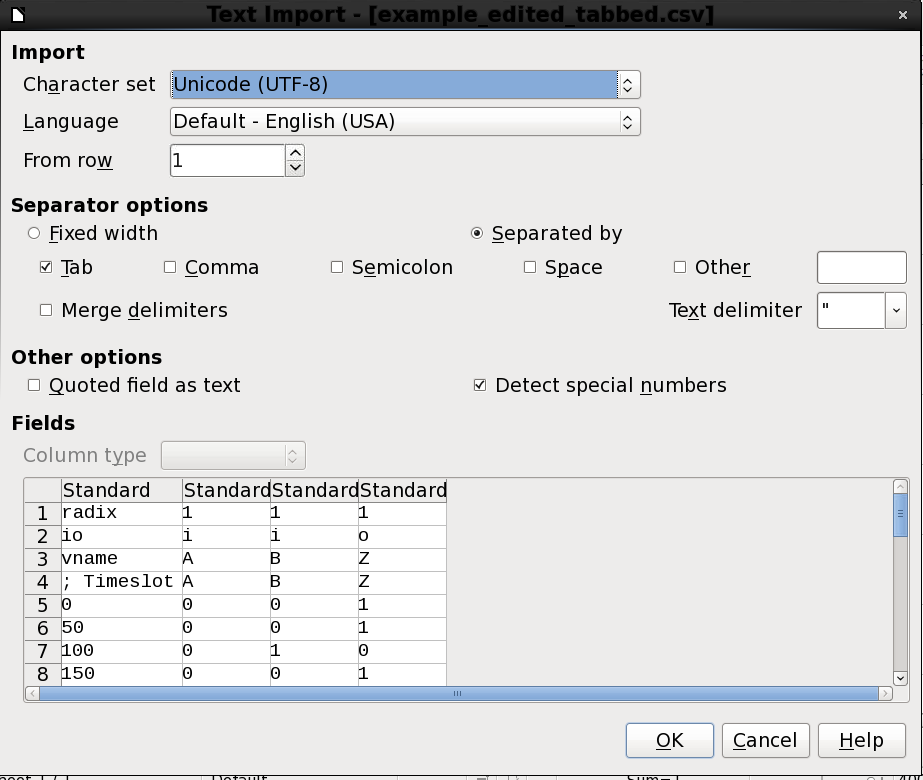 Text Import - [example_edited_tabbed.csv]
Import
Character set Unicode (UTF-8)
Language Default - English (USA)
From row 1
Separator options
Fixed width Separated by
Tab Comma Semicolon Space Other
Merge delimiters Text delimiter "
Other options
Quoted field as text Detect special numbers
Fields
Column type
Standard Standard Standard Standard
1 radix 1 1 1
2 io i i o
3 vname A B Z
4 ; Timeslot A B Z
5 0 0 0 1
6 50 0 0 1
7 100 0 1 0
8 150 0 0 1
OK Cancel Help
Default